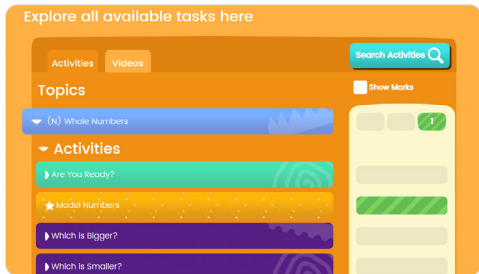 Explore all available tasks here
Activities
Videos
Search Activities
Topics
Show Marks
(N) Whole Numbers
1
Activities
Are You Ready?
Model Numbers
Which is Bigger?
Which is Smaller?